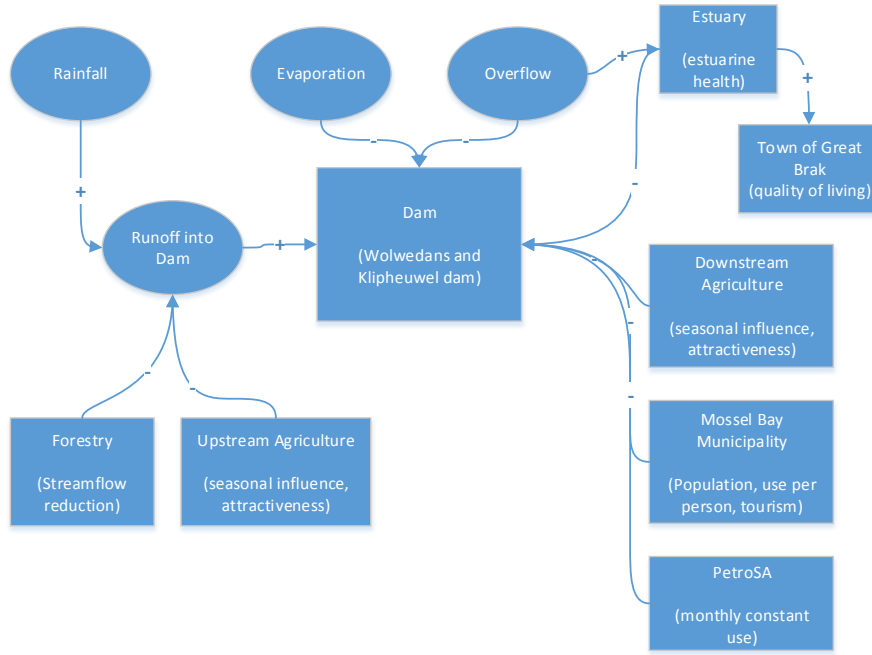 Estuary
(estuarine
health)
Rainfall
Evaporation
Overflow
+
+
-
-
Town of Great
Brak
(quality of living)
+
-
Dam
(Wolwedans and
Klipheuwel dam)
Runoff into
Dam
+
Downstream
Agriculture
(seasonal influence,
attractiveness)
-
-
-
-
-
Forestry
(Streamflow
reduction)
Upstream Agriculture
(seasonal influence,
attractiveness)
Mossel Bay
Municipality
(Population, use per
person, tourism)
PetroSA
(monthly constant
use)